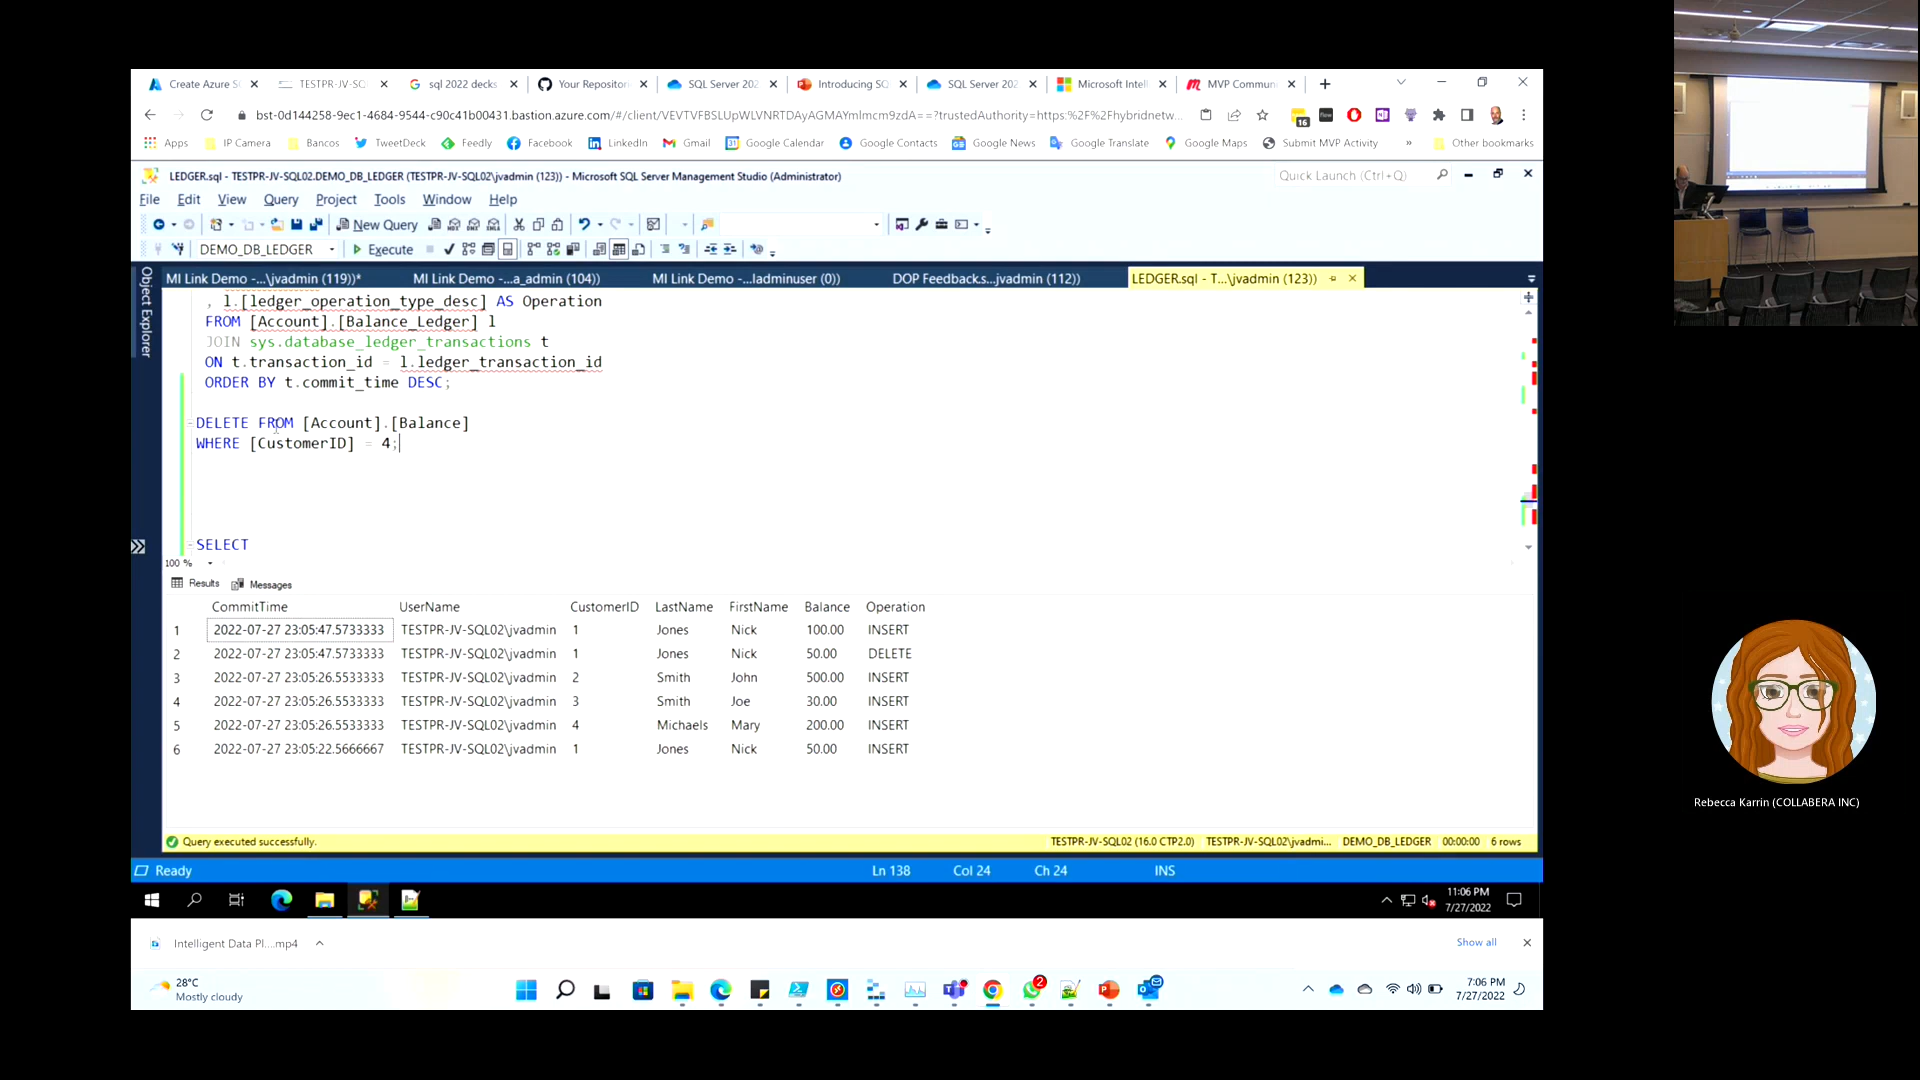 Create Azure S
TESTPR-JV-SQ
sql 2022 decks
Your Repositori
SQL Server 202
Introducing SQ
SQL Server 202
Microsoft Intell
MVP Commun
bst-0d144258-9ec1-4684-9544-c90c41b00431.bastion.azure.com/#/client/VEVTVFBSLUpWLVNRTDAyAGMAYmlmcm9zdA==?trustedAuthority=https:%2F%2Fhybridnetw...
16
Apps
IP Camera
Bancos
TweetDeck
Feedly
Facebook
LinkedIn
Gmail
Google Calendar
Google Contacts
Google News
Google Translate
Google Maps
Submit MVP Activity
»
Other bookmarks
LEDGER.sql - TESTPR-JV-SQL02.DEMO_DB_LEDGER (TESTPR-JV-SQL02\jvadmin (123)) - Microsoft SQL Server Management Studio (Administrator)
Quick Launch (Ctrl+Q)
File Edit View Query Project Tools Window Help
New Query
DEMO_DB_LEDGER
Execute
Object Explorer
MI Link Demo -...\jvadmin (119))*
MI Link Demo -...a_admin (104))
MI Link Demo -...ladminuser (0))
DOP Feedback.s...jvadmin (112))
LEDGER.sql - T...\jvadmin (123))
, l.[ledger_operation_type_desc] AS Operation
FROM [Account].[Balance_Ledger] l
JOIN sys.database_ledger_transactions t
ON t.transaction_id = l.ledger_transaction_id
ORDER BY t.commit_time DESC;
DELETE FROM [Account].[Balance]
WHERE [CustomerID] = 4;
SELECT
100 %
Results
Messages
CommitTime UserName CustomerID LastName FirstName Balance Operation
1 2022-07-27 23:05:47.5733333 TESTPR-JV-SQL02\jvadmin 1 Jones Nick 100.00 INSERT
2 2022-07-27 23:05:47.5733333 TESTPR-JV-SQL02\jvadmin 1 Jones Nick 50.00 DELETE
3 2022-07-27 23:05:26.5533333 TESTPR-JV-SQL02\jvadmin 2 Smith John 500.00 INSERT
4 2022-07-27 23:05:26.5533333 TESTPR-JV-SQL02\jvadmin 3 Smith Joe 30.00 INSERT
5 2022-07-27 23:05:26.5533333 TESTPR-JV-SQL02\jvadmin 4 Michaels Mary 200.00 INSERT
6 2022-07-27 23:05:22.5666667 TESTPR-JV-SQL02\jvadmin 1 Jones Nick 50.00 INSERT
Query executed successfully.
TESTPR-JV-SQL02 (16.0 CTP2.0)
TESTPR-JV-SQL02\jvadmi...
DEMO_DB_LEDGER
00:00:00
6 rows
Ready
Ln 138
Col 24
Ch 24
INS
11:06 PM
7/27/2022
Intelligent Data Pl....mp4
Show all
28°C
Mostly cloudy
2
7:06 PM
7/27/2022
Rebecca Karrin (COLLABERA INC)